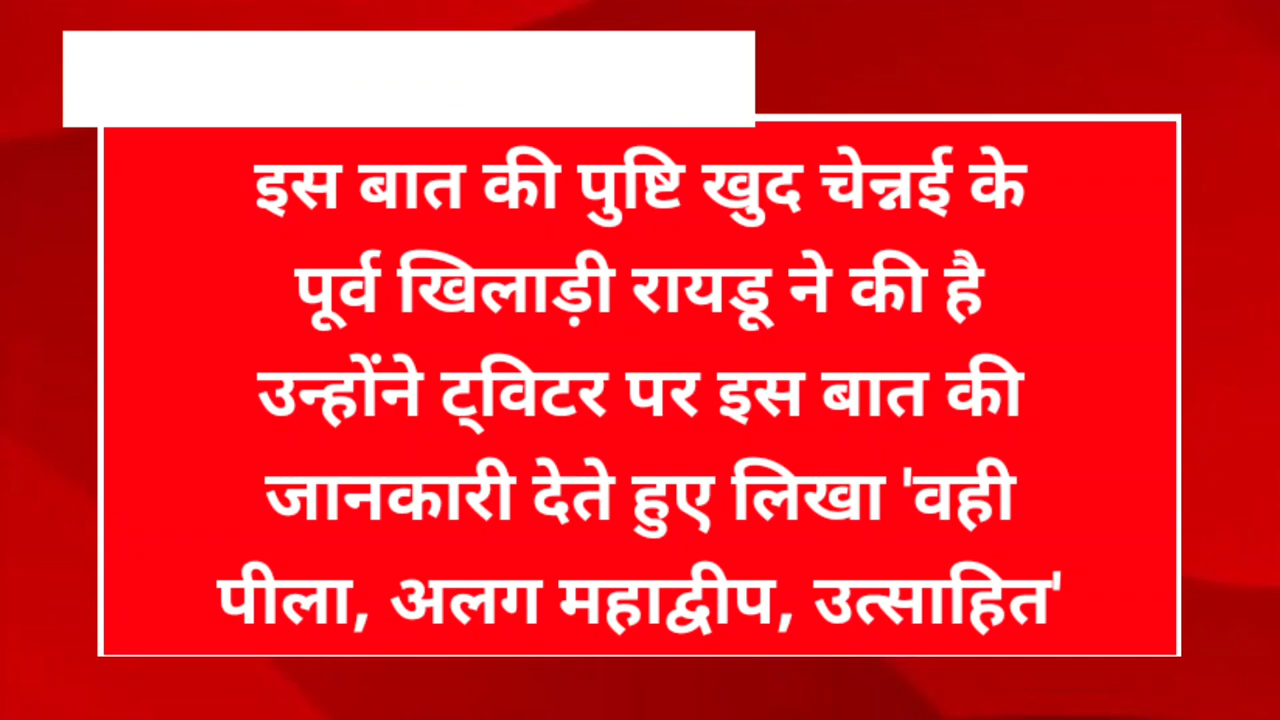 इस बात की पुष्टि खुद चेन्नई के
पूर्व खिलाड़ी रायडू ने की है
उन्होंने ट्विटर पर इस बात की
जानकारी देते हुए लिखा 'वही
पीला, अलग महाद्वीप, उत्साहित'